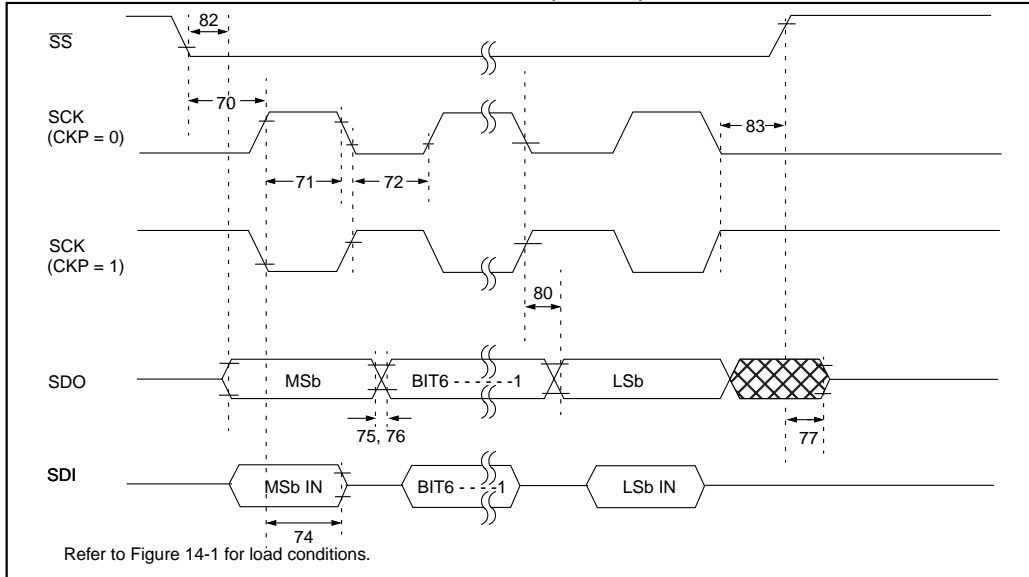 82
SS
70
SCK
(CKP = 0)
83
71
72
SCK
(CKP = 1)
80
SDO
MSb
BIT6 - - - - - -1
LSb
75, 76
77
SDI
MSb IN
BIT6 - - - -1
LSb IN
74
Refer to Figure 14-1 for load conditions.